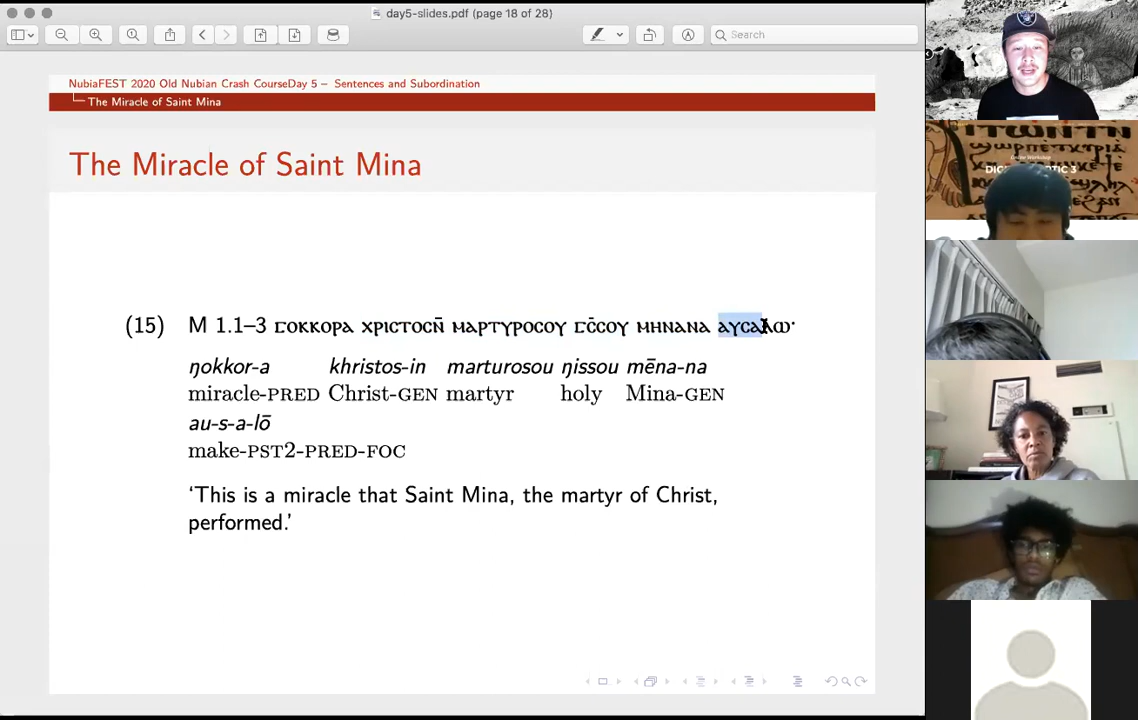 day5-slides.pdf (page 18 of 28)
Search
NubiaFEST 2020 Old Nubian Crash CourseDay 5 – Sentences and Subordination
The Miracle of Saint Mina
The Miracle of Saint Mina
(15) M 1.1–3 ⲅⲟⲕⲕⲟⲣⲁ ⲭⲣⲓⲥⲧⲟⲥⲛ̄ ⲙⲁⲣⲧⲩⲣⲟⲥⲟⲩ ⲅ̄ⲥⲥⲟⲩ ⲙⲏⲛⲁⲛⲁ ⲁⲩⲥⲁⲗⲱ·
ŋokkor-a khristos-in marturosou ŋissou mēna-na
miracle-PRED Christ-GEN martyr holy Mina-GEN
au-s-a-lō
make-PST2-PRED-FOC
‘This is a miracle that Saint Mina, the martyr of Christ,
performed.’